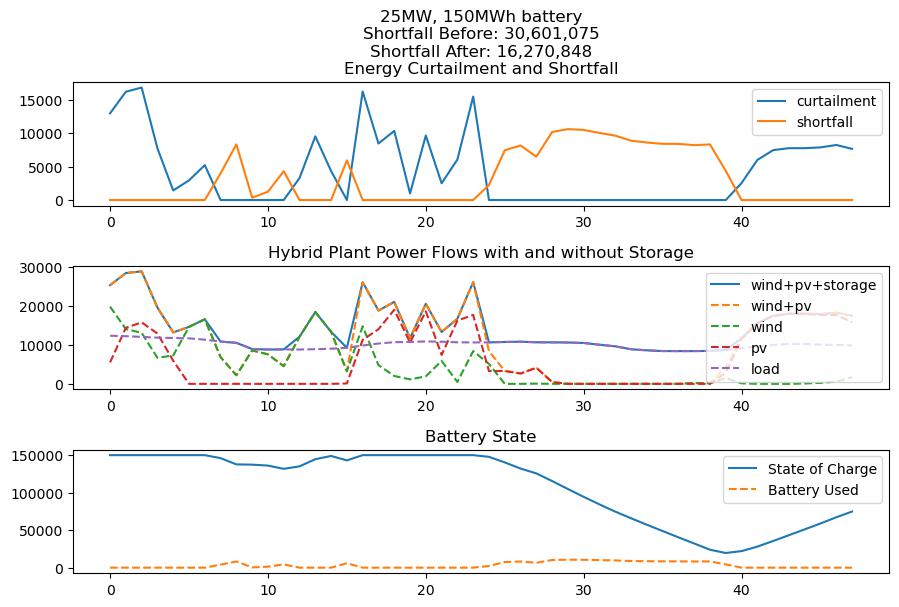 25MW, 150MWh battery
Shortfall Before: 30,601,075
Shortfall After: 16,270,848
Energy Curtailment and Shortfall
15000
10000
5000
0
curtailment
shortfall
0 10 20 30 40
Hybrid Plant Power Flows with and without Storage
30000
20000
10000
0
wind+pv+storage
wind+pv
wind
pv
load
0 10 20 30 40
Battery State
150000
100000
50000
0
State of Charge
Battery Used
0 10 20 30 40